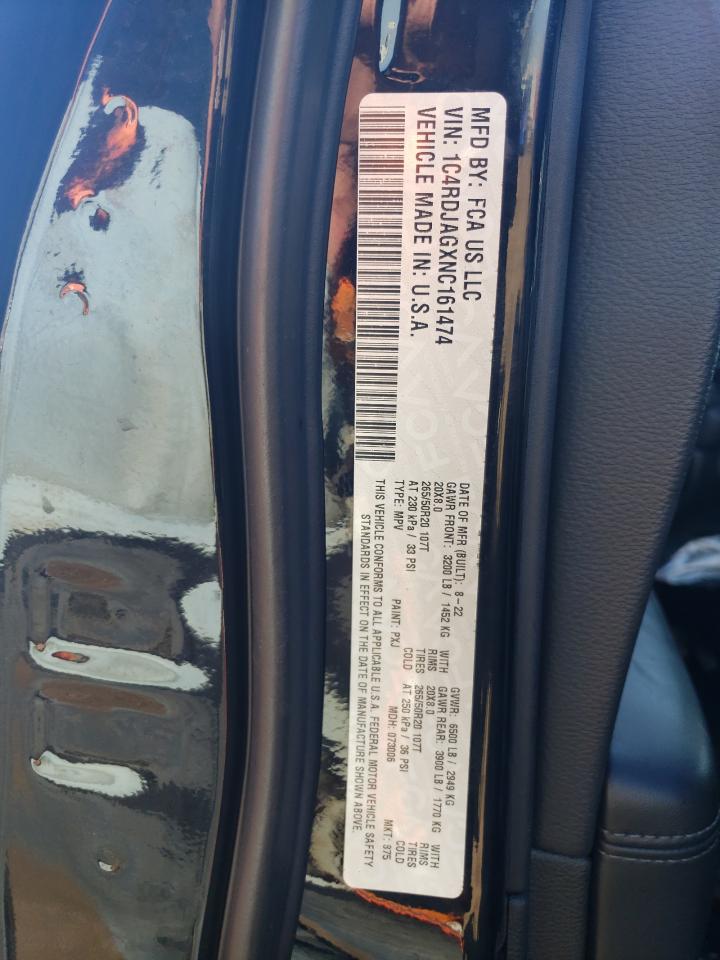 MFD BY: FCA US LLC
VIN: 1C4RDJAGXNC161474
VEHICLE MADE IN: U.S.A.
DATE OF MFR (BUILT): 8-22 GVWR: 6500 LB / 2949 KG
GAWR FRONT: 3200 LB / 1452 KG WITH GAWR REAR: 3900 LB / 1770 KG WITH
20X8.0 RIMS 20X8.0 RIMS
265/50R20 107T TIRES 265/50R20 107T TIRES
AT 230 kPa / 33 PSI COLD AT 250 kPa / 36 PSI COLD
TYPE: MPV PAINT: PXJ MDH: 073006 MKT: 375
THIS VEHICLE CONFORMS TO ALL APPLICABLE U.S.A. FEDERAL MOTOR VEHICLE SAFETY
STANDARDS IN EFFECT ON THE DATE OF MANUFACTURE SHOWN ABOVE.